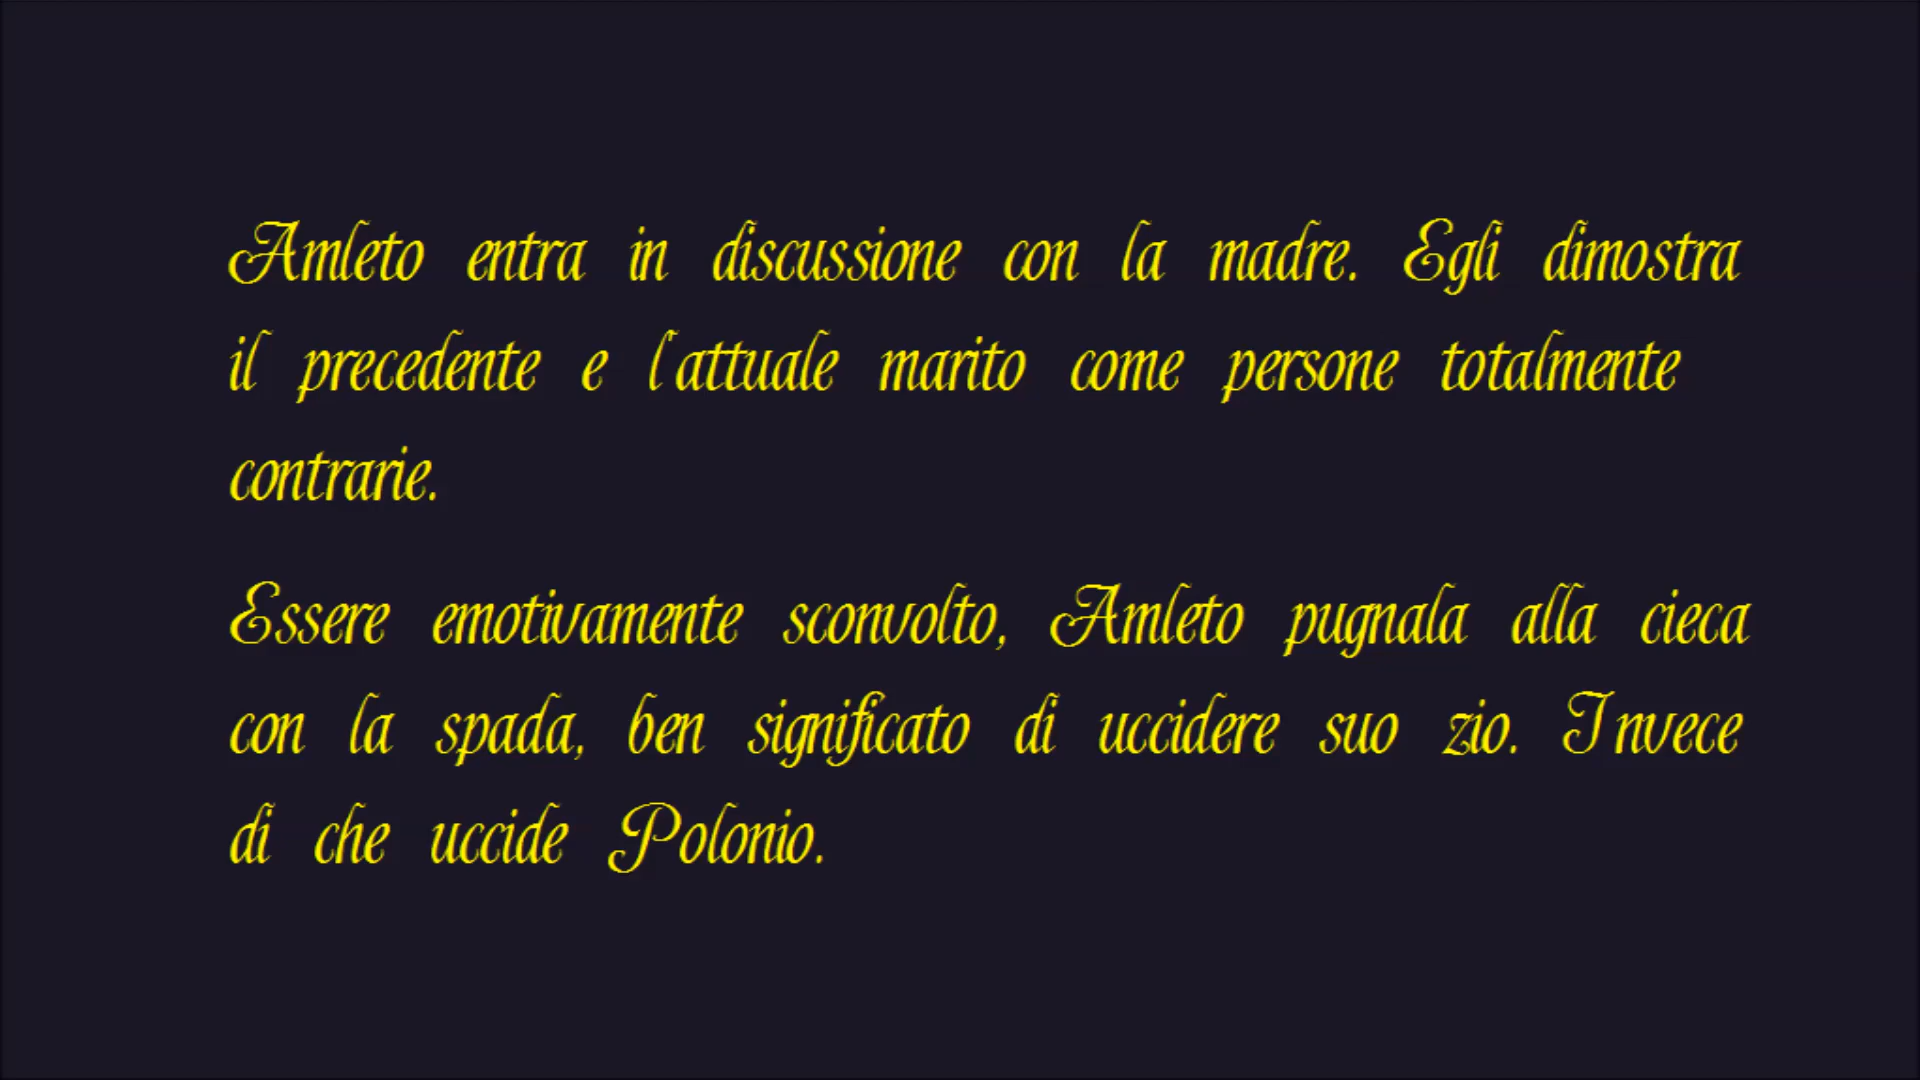 Amleto entra in discussione con la madre. Egli dimostra
il precedente e l'attuale marito come persone totalmente
contrarie.
Essere emotivamente sconvolto, Amleto pugnala alla cieca
con la spada, ben significato di uccidere suo zio. Invece
di che uccide Polonio.